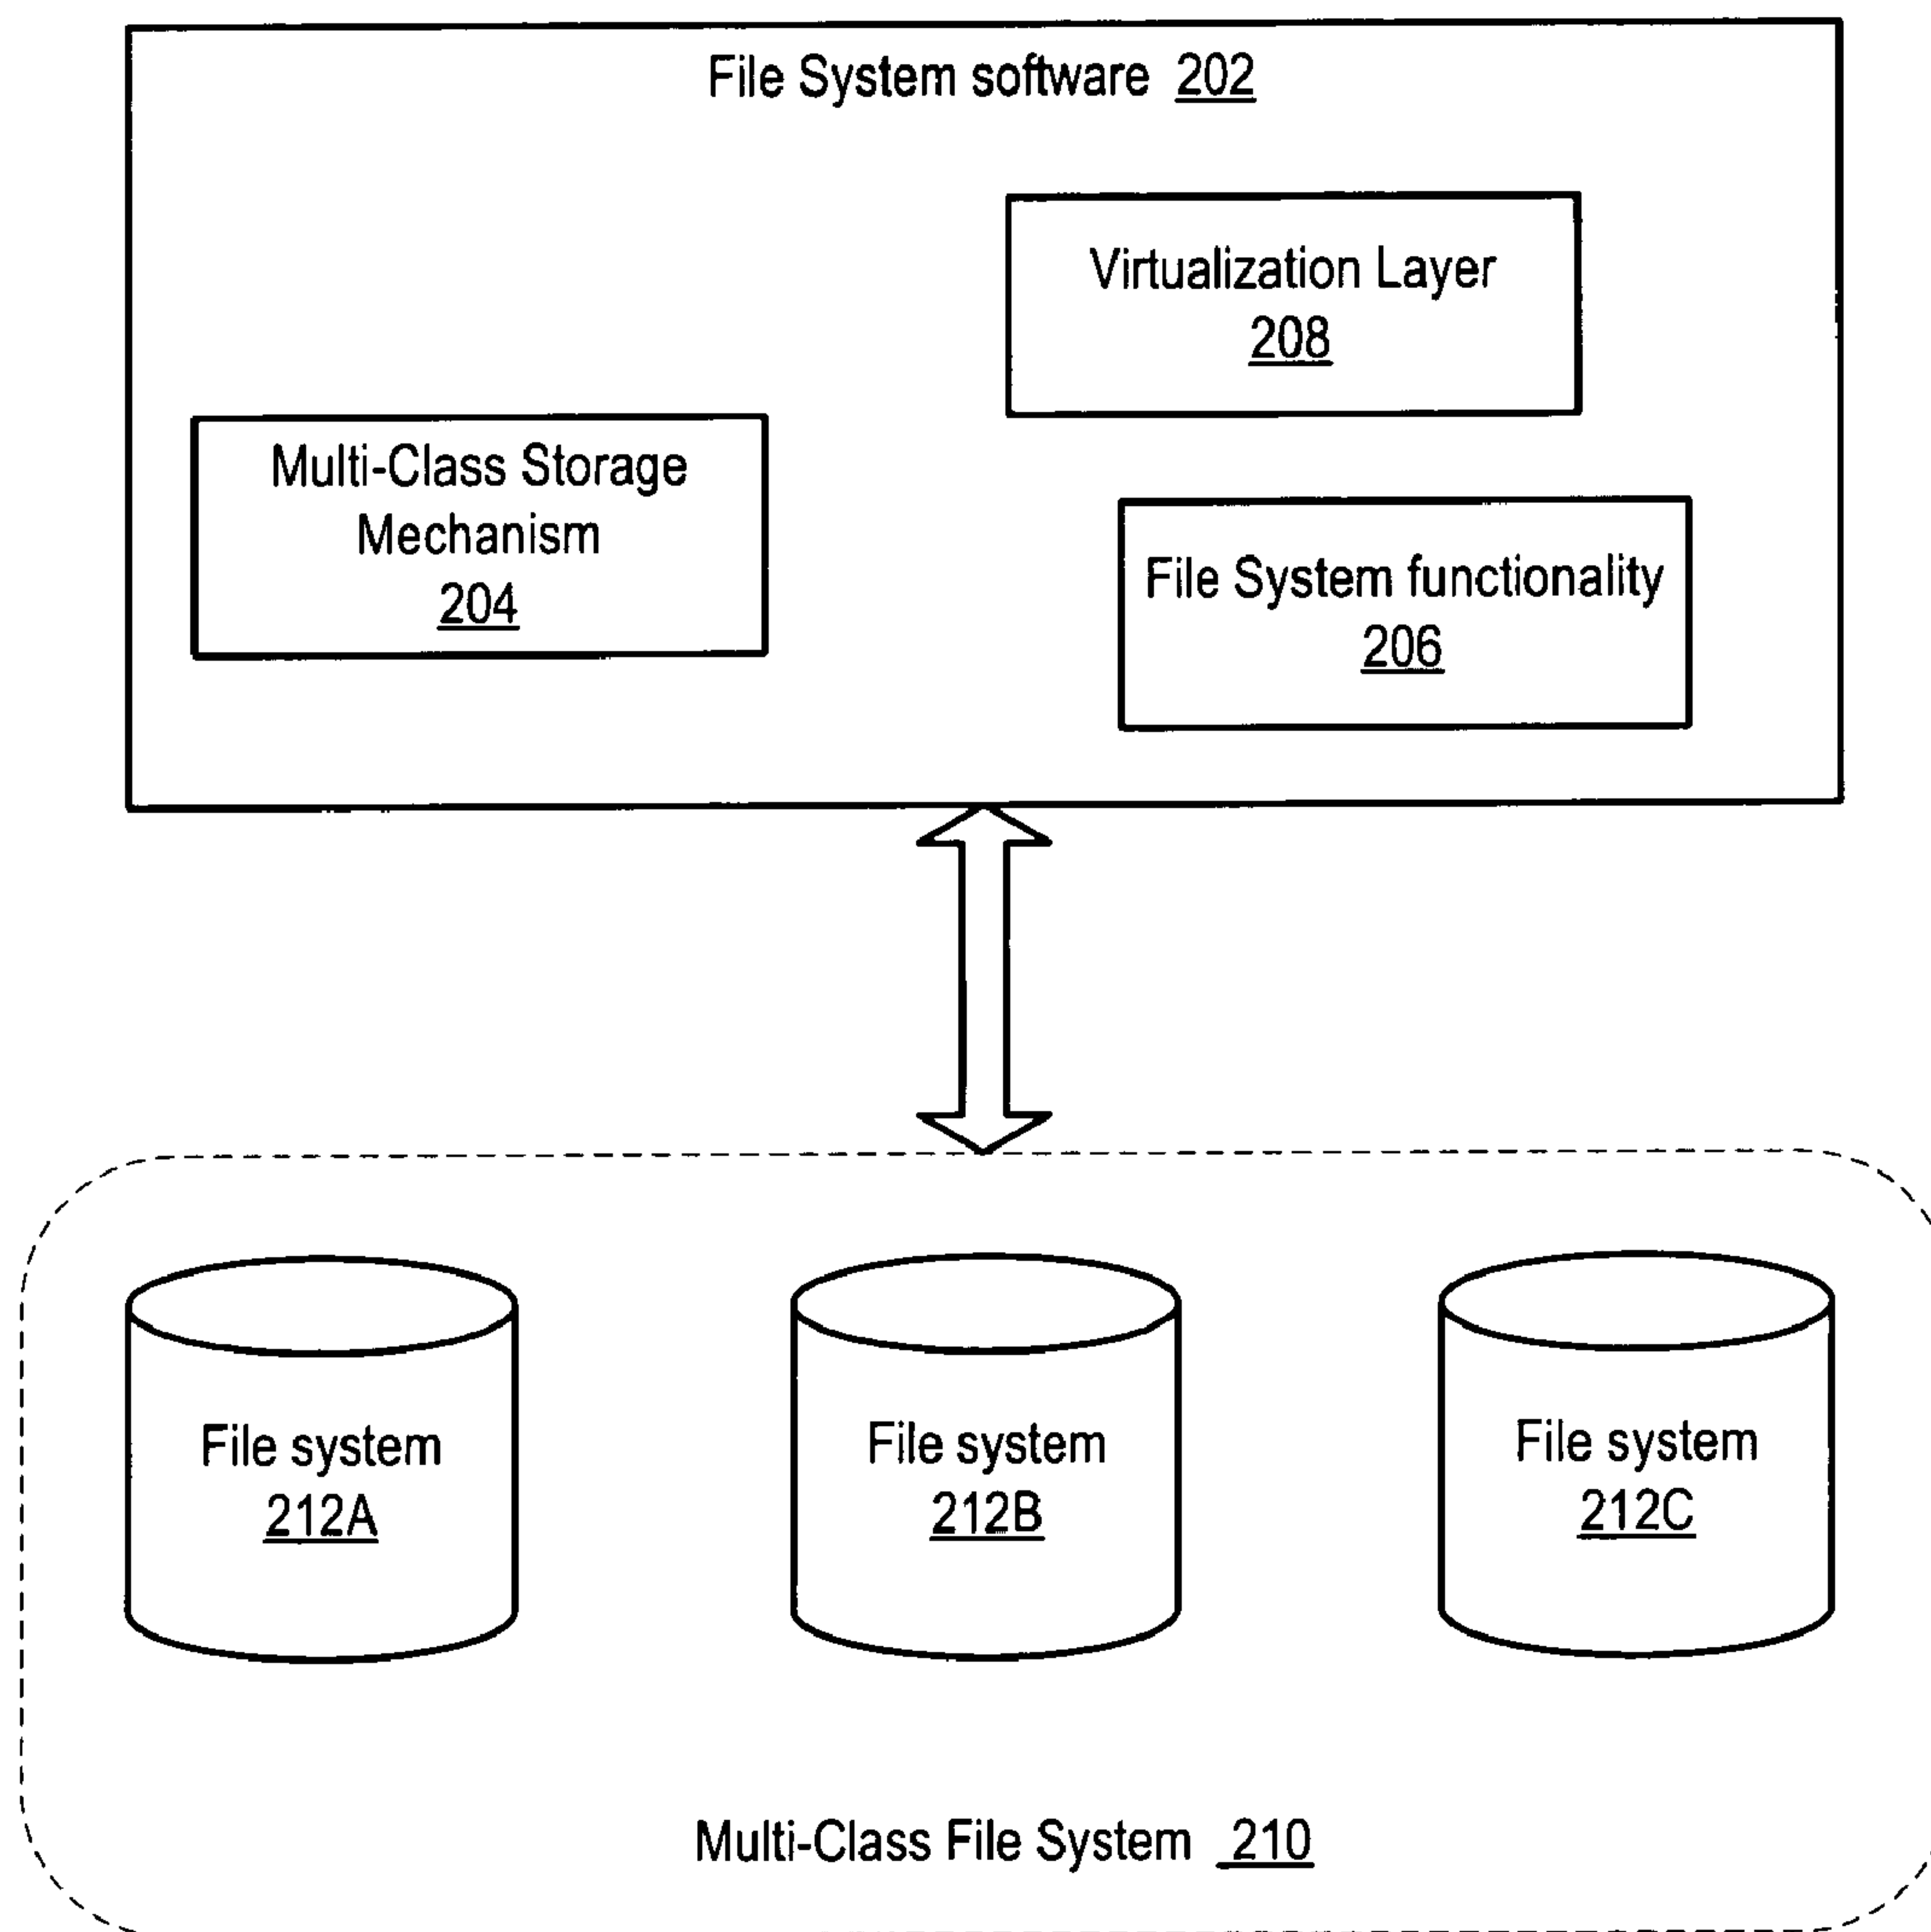 File System software 202
Virtualization Layer
208
Multi-Class Storage
Mechanism
204
File System functionality
206
File system
212A
File system
212B
File system
212C
Multi-Class File System 210